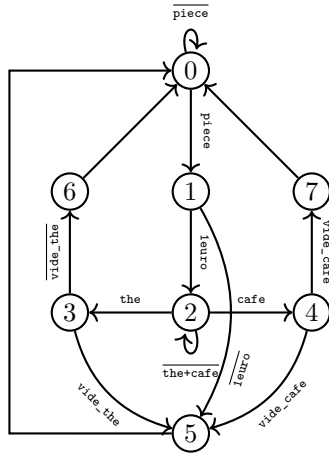 piece
0
piece
6
1
7
vide_the
1euro
vide_cafe
3
the
2
cafe
4
the+cafe
1euro
vide_the
vide_cafe
5